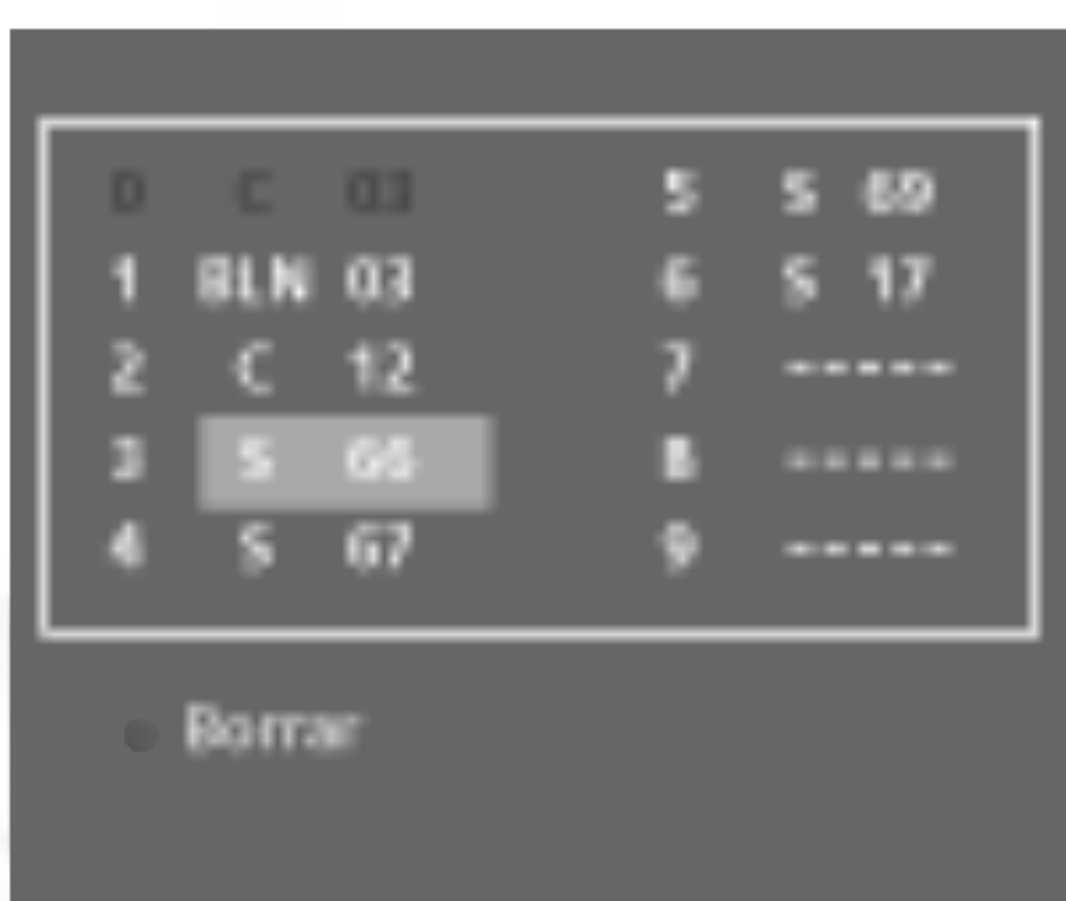 0 C 03 5 S 69
1 BLN 03 6 S 17
2 C 12 7 -----
3 S 66 8 -----
4 S 67 9 -----
Borrar